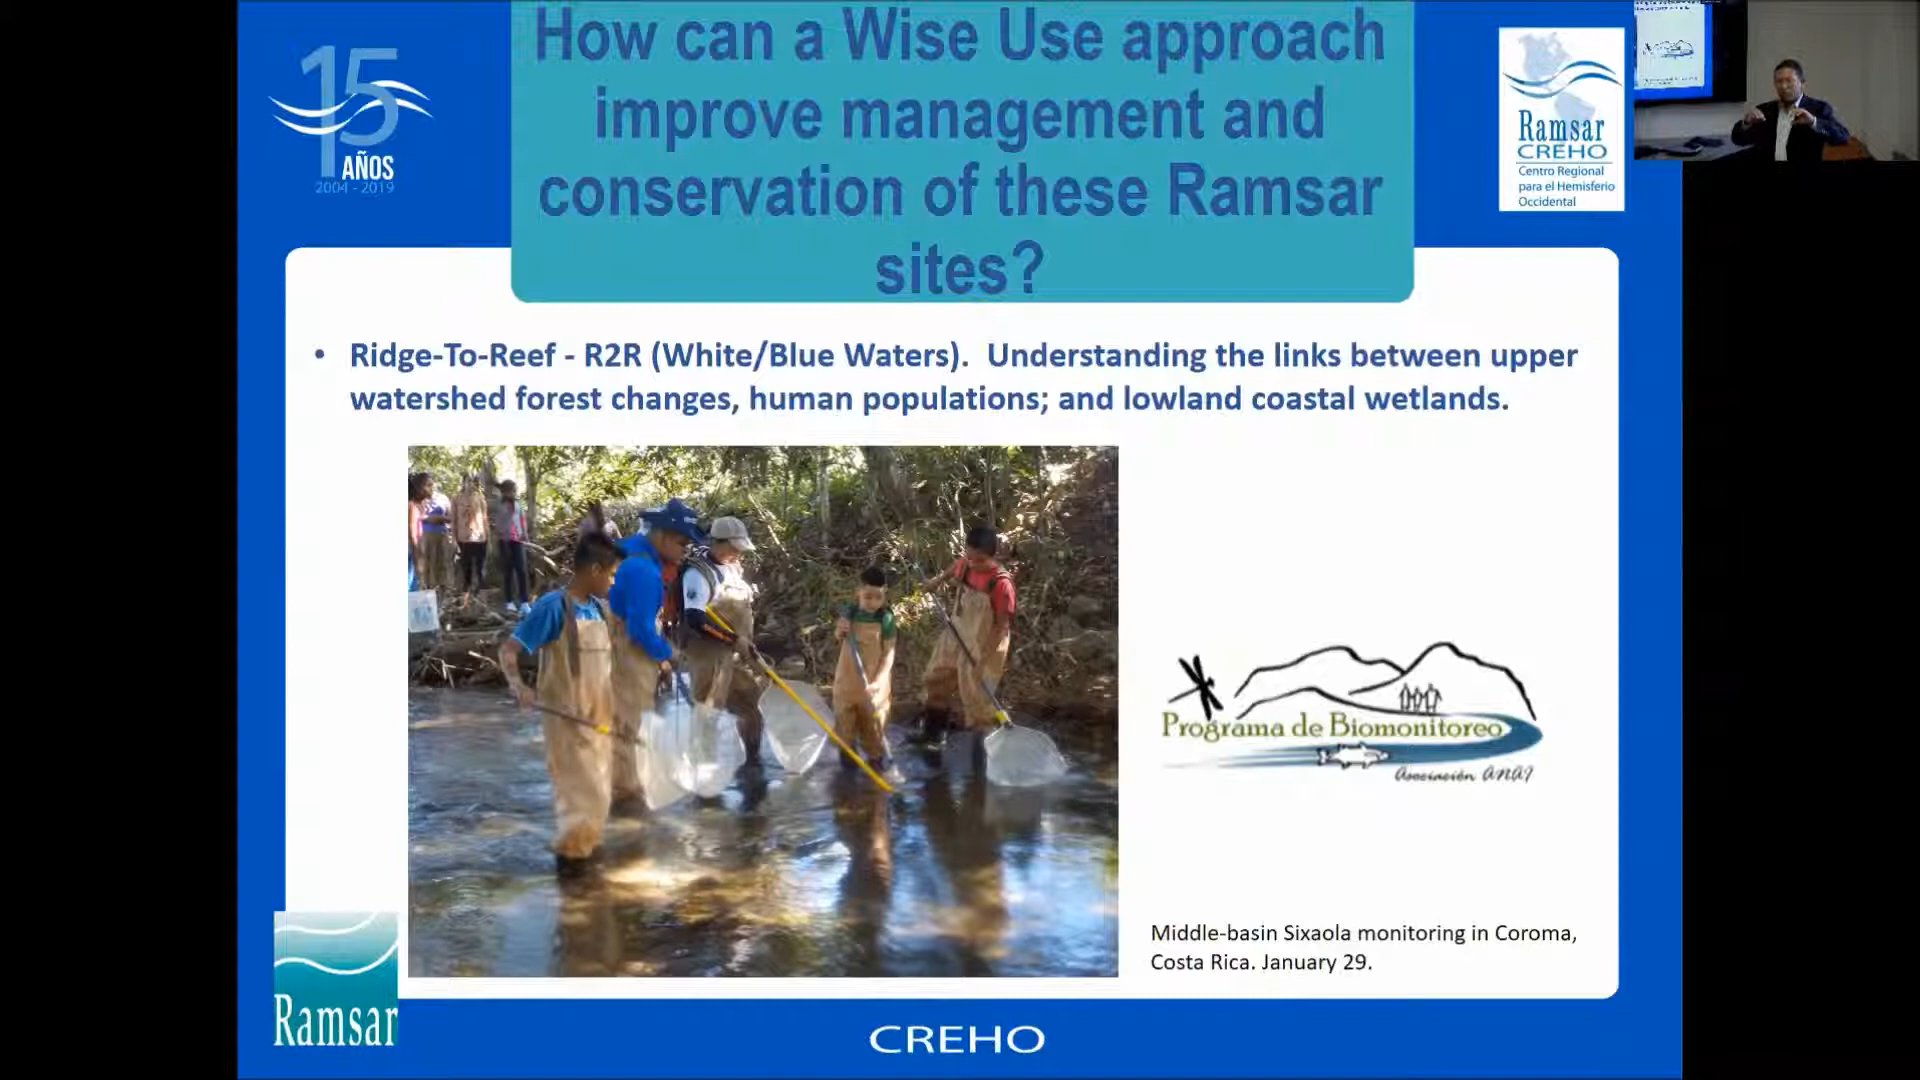 15
AÑOS
2004 - 2019
How can a Wise Use approach
improve management and
conservation of these Ramsar
sites?
Ramsar
CREHO
Centro Regional
para el Hemisferio
Occidental
• Ridge-To-Reef - R2R (White/Blue Waters).  Understanding the links between upper
watershed forest changes, human populations; and lowland coastal wetlands.
Programa de Biomonitoreo
Asociación ANAI
Middle-basin Sixaola monitoring in Coroma,
Costa Rica. January 29.
Ramsar
CREHO